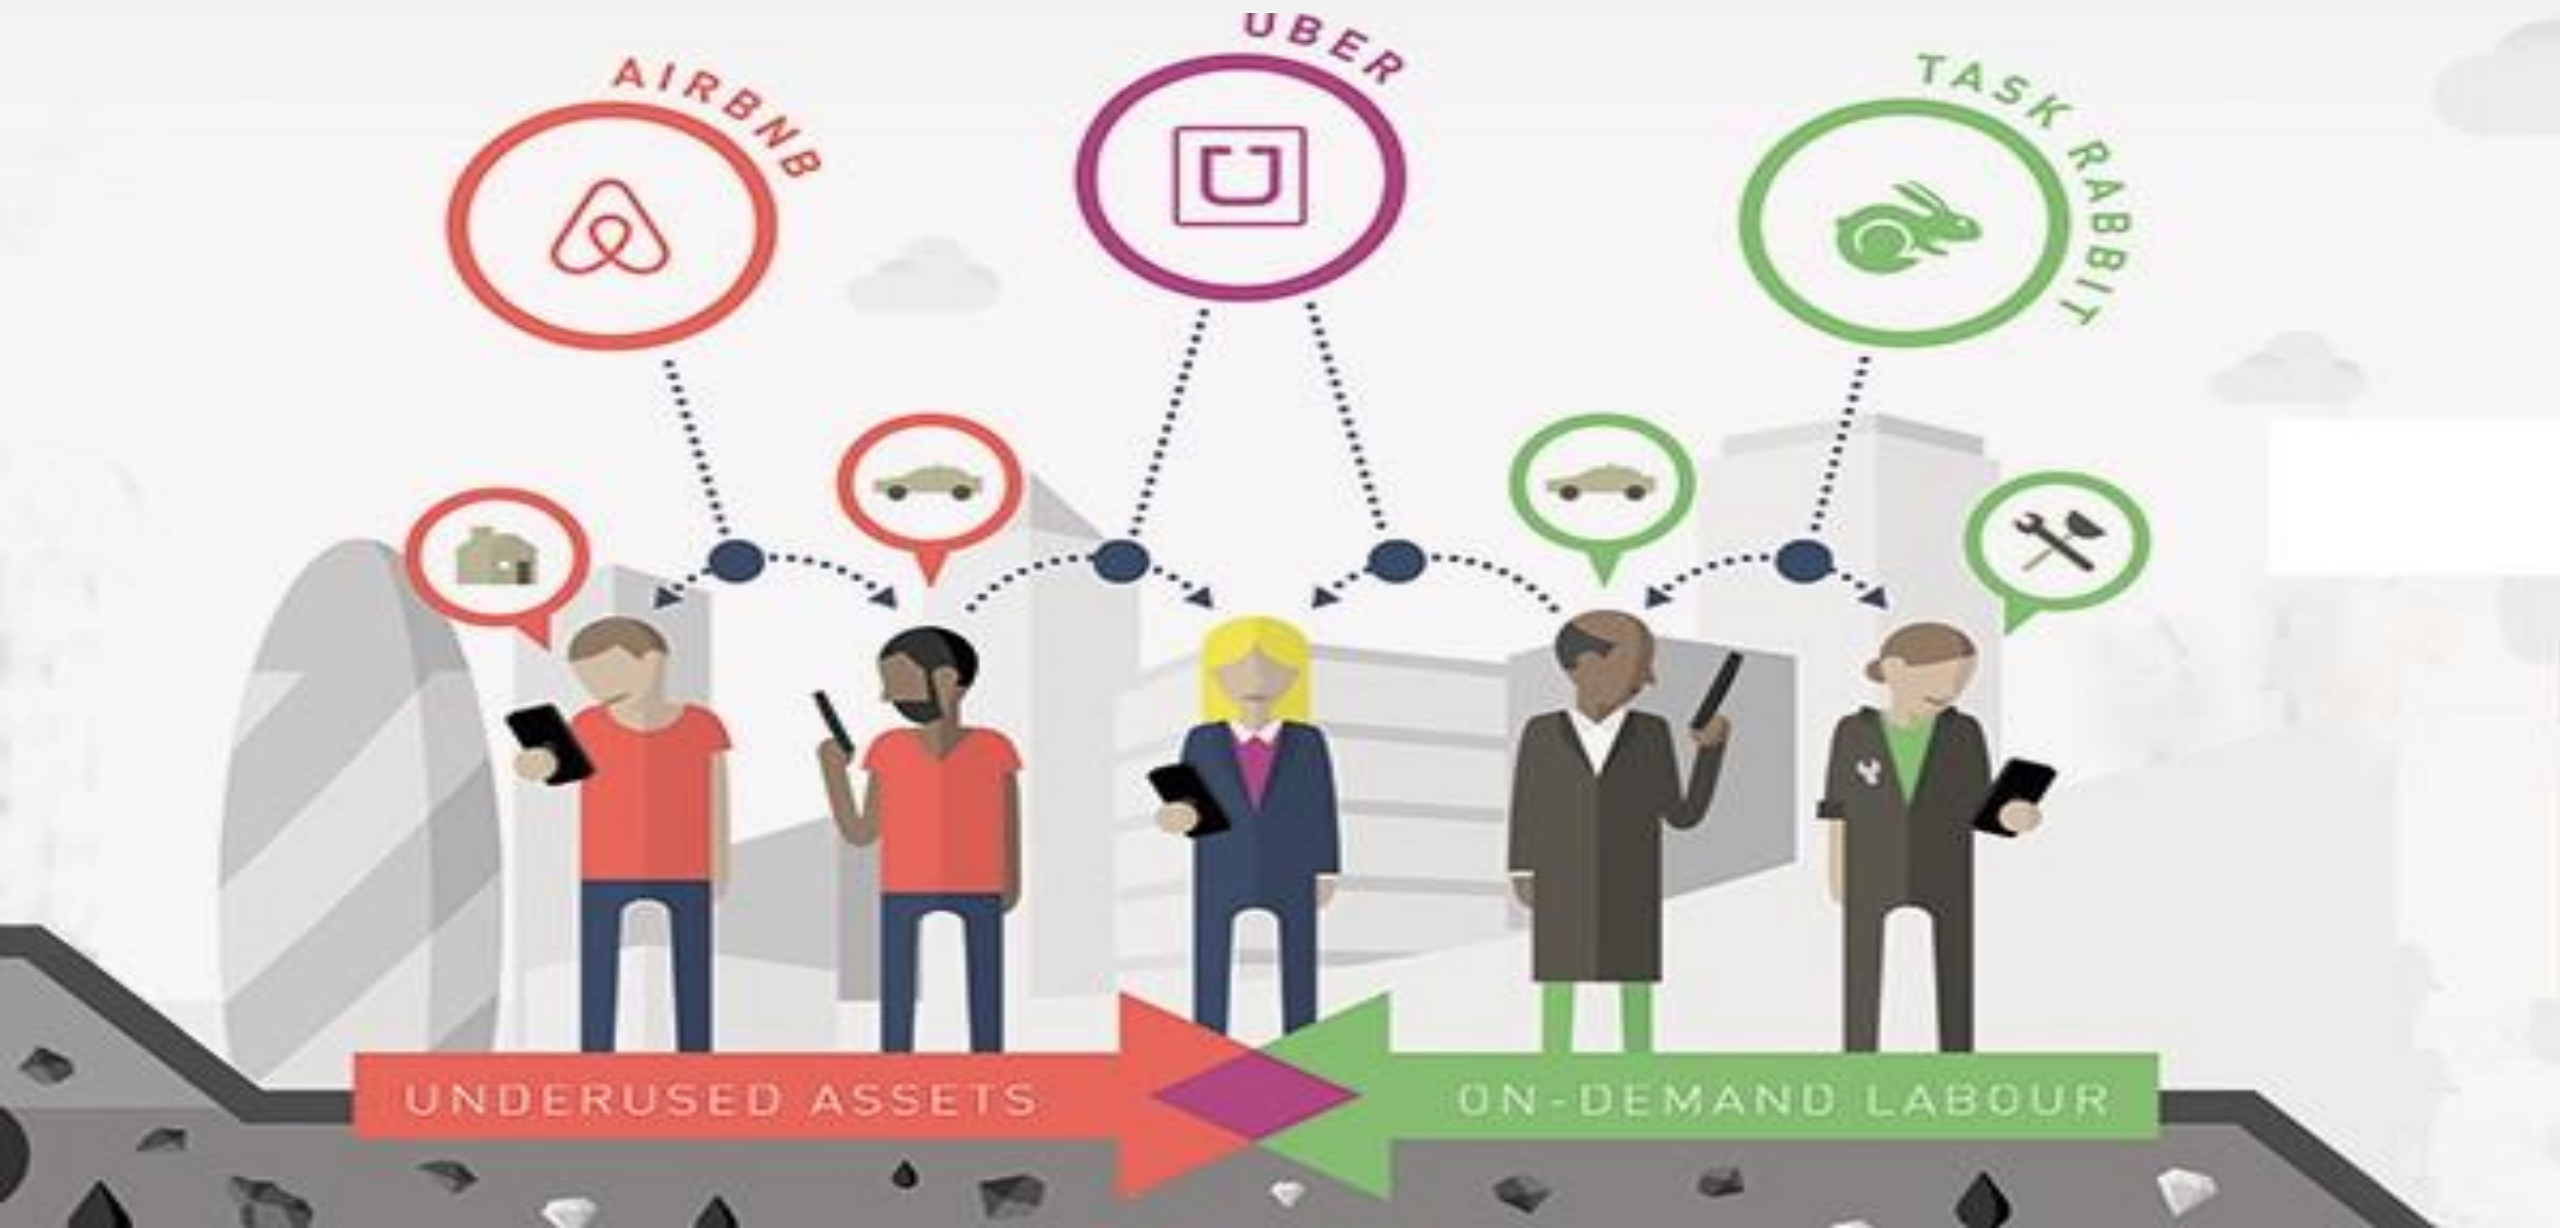 AIRBNB
UBER
TASK RABBIT
UNDERUSED ASSETS
ON-DEMAND LABOUR